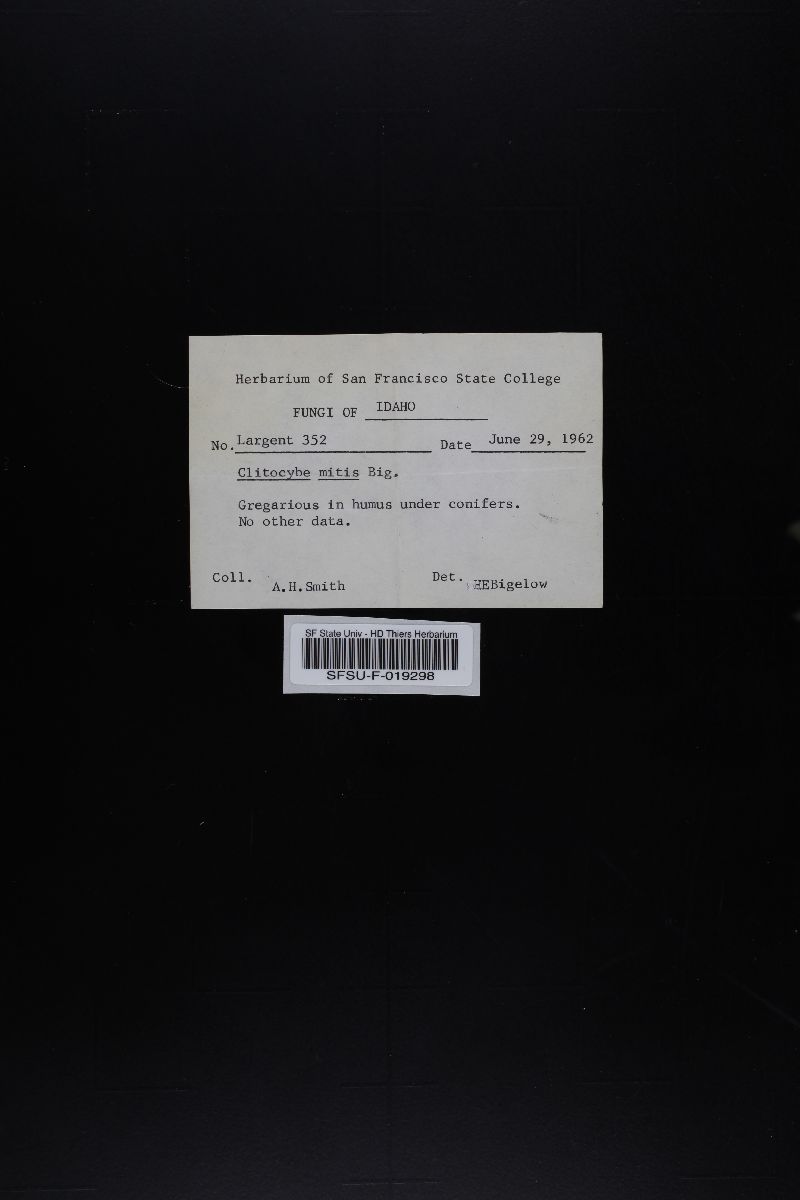 Herbarium of San Francisco State College
FUNGI OF IDAHO
No. Largent 352 Date June 29, 1962
Clitocybe mitis Big.
Gregarious in humus under conifers.
No other data.
Coll. A.H.Smith Det. HEBigelow
SF State Univ - HD Thiers Herbarium
SFSU-F-019298